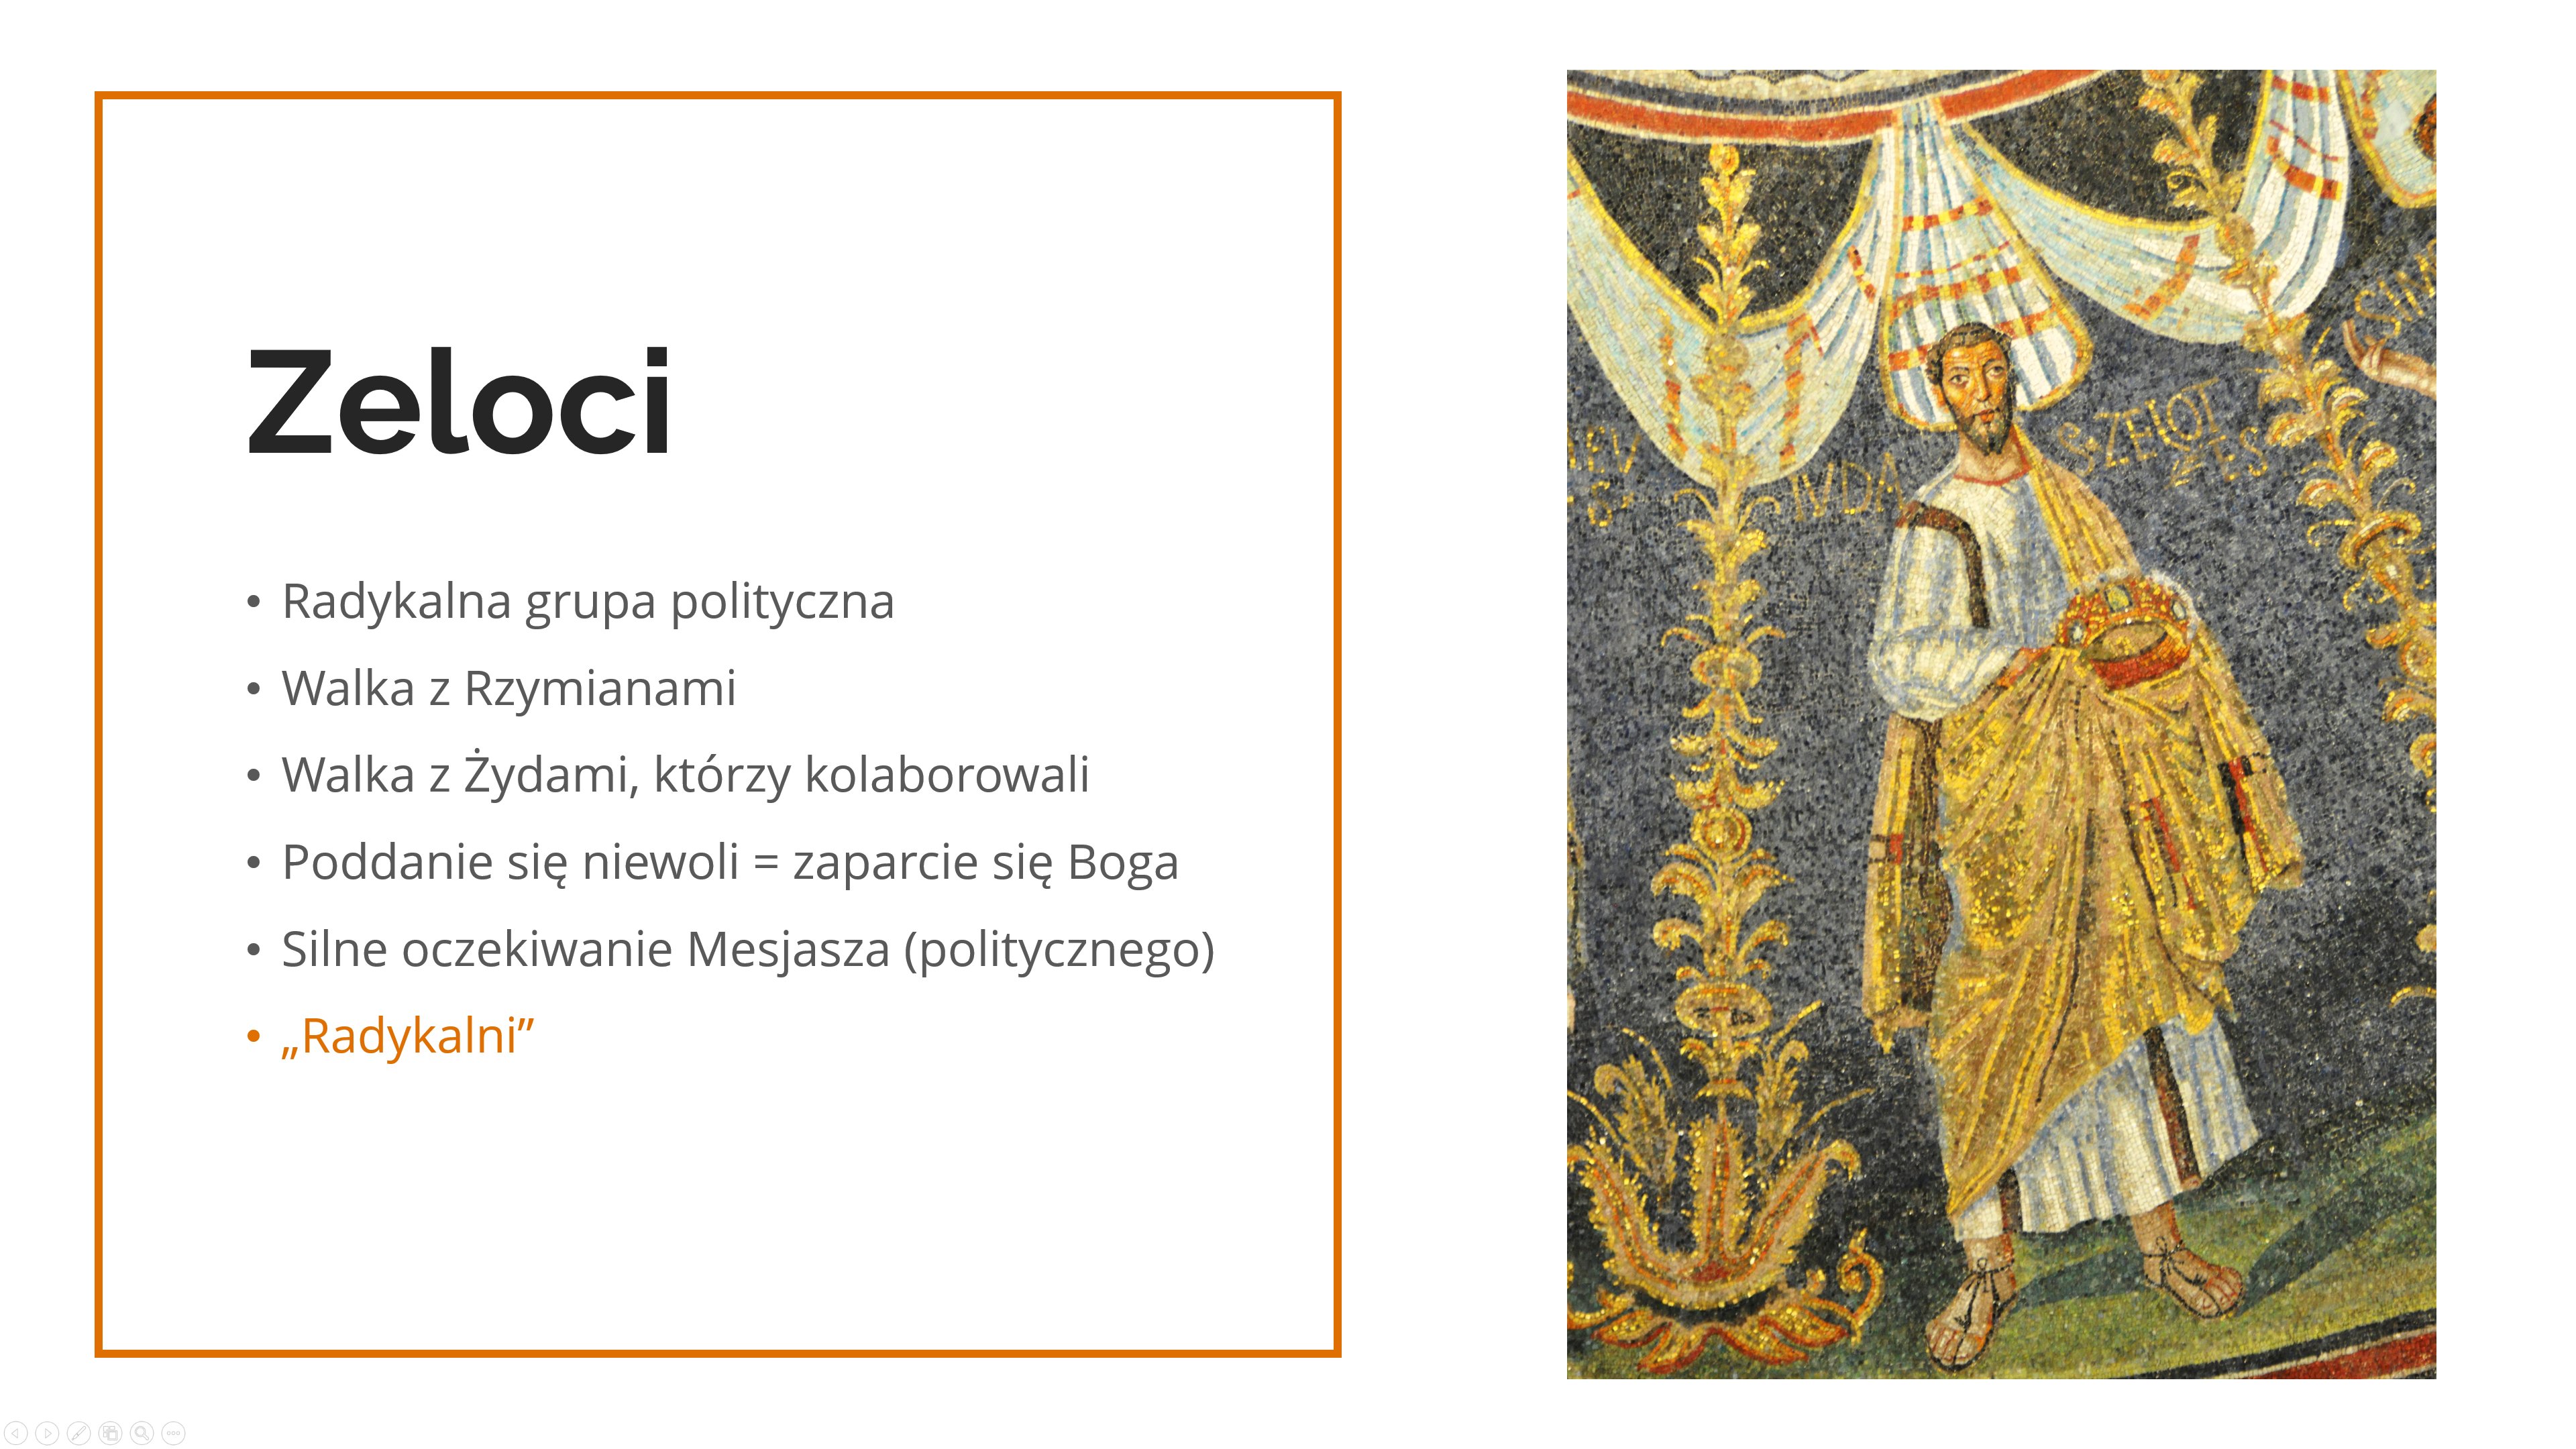 Zeloci
• Radykalna grupa polityczna
• Walka z Rzymianami
• Walka z Żydami, którzy kolaborowali
• Poddanie się niewoli = zaparcie się Boga
• Silne oczekiwanie Mesjasza (politycznego)
• „Radykalni”
IVDA
S ZELOT
ES
SIM